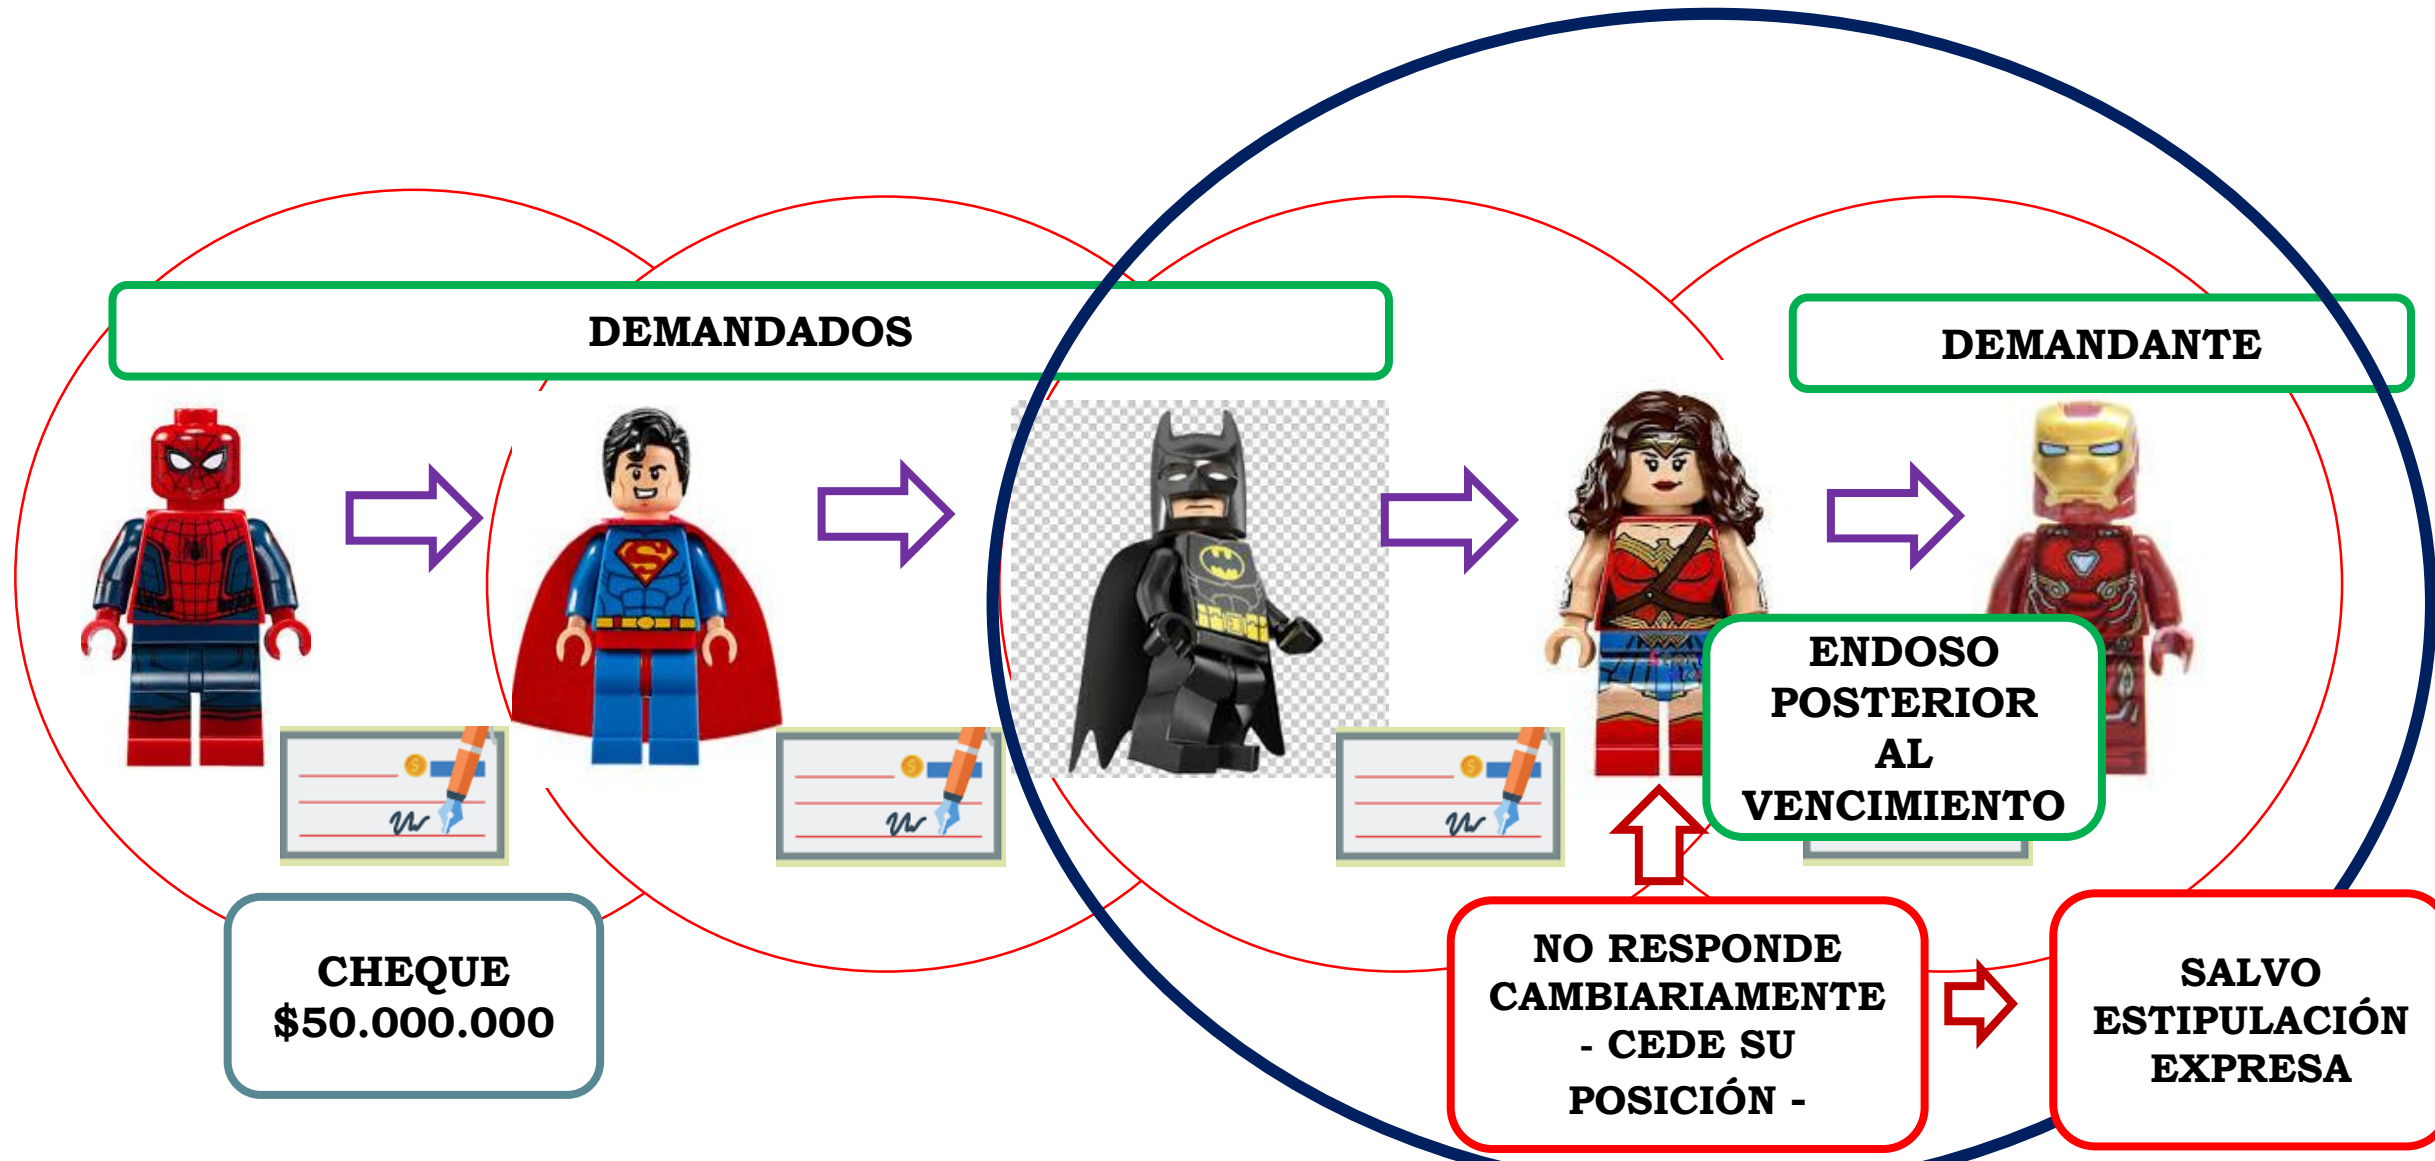 DEMANDADOS
DEMANDANTE
ENDOSO
POSTERIOR
AL
VENCIMIENTO
CHEQUE
$50.000.000
NO RESPONDE
CAMBIARIAMENTE
- CEDE SU
POSICIÓN -
SALVO
ESTIPULACIÓN
EXPRESA